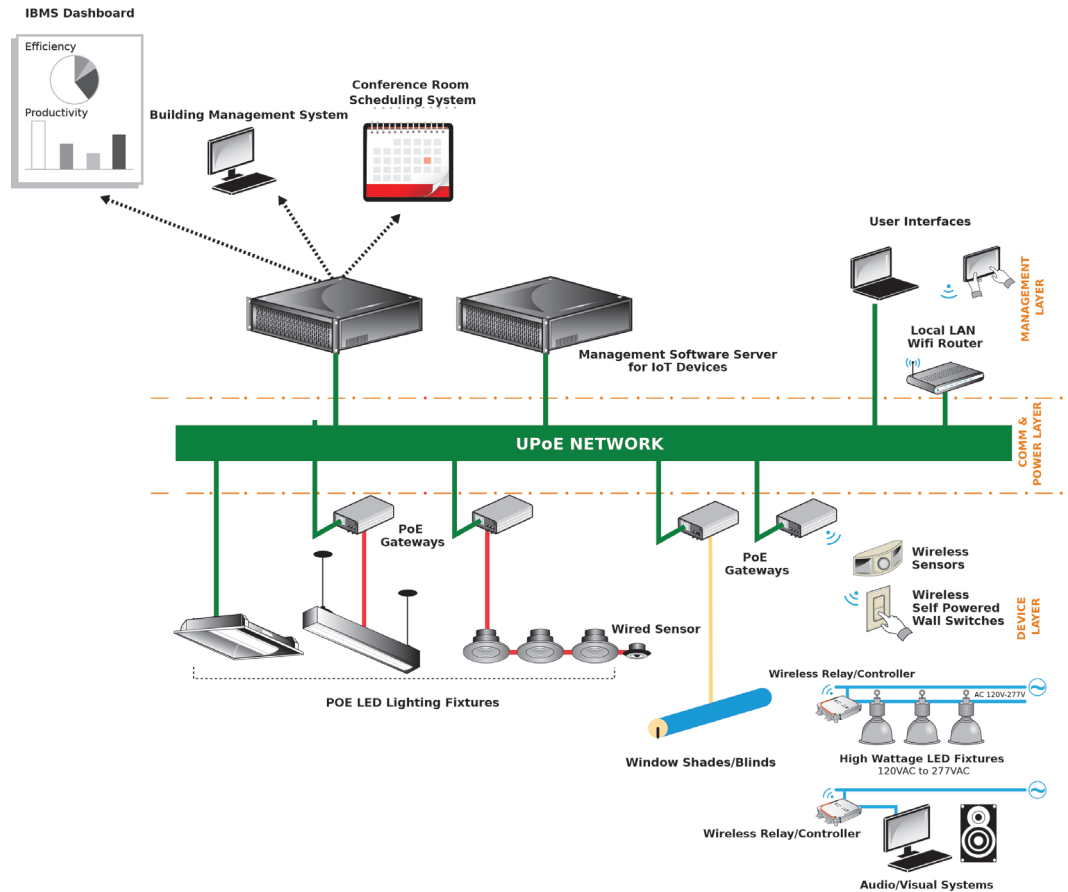 IBMS Dashboard
Efficiency
Productivity
Building Management System
Conference Room
Scheduling System
User Interfaces
MANAGEMENT
LAYER
Local LAN
Wifi Router
Management Software Server
for IoT Devices
UPoE NETWORK
COMM &
POWER LAYER
PoE
Gateways
PoE
Gateways
Wireless
Sensors
Wireless
Self Powered
Wall Switches
DEVICE
LAYER
Wired Sensor
POE LED Lighting Fixtures
Wireless Relay/Controller
AC 120V-277V
Window Shades/Blinds
High Wattage LED Fixtures
120VAC to 277VAC
Wireless Relay/Controller
Audio/Visual Systems